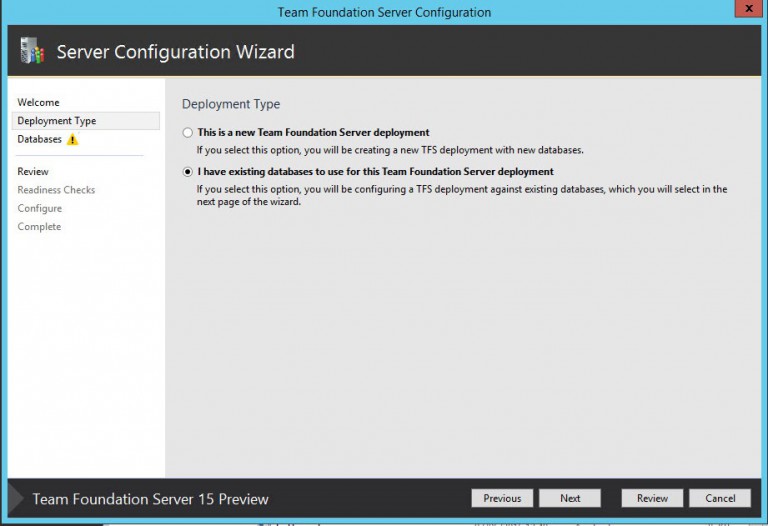 Team Foundation Server Configuration
x
Server Configuration Wizard
Welcome
Deployment Type
Databases
Review
Readiness Checks
Configure
Complete
Deployment Type
This is a new Team Foundation Server deployment
If you select this option, you will be creating a new TFS deployment with new databases.
I have existing databases to use for this Team Foundation Server deployment
If you select this option, you will be configuring a TFS deployment against existing databases, which you will select in the
next page of the wizard.
Team Foundation Server 15 Preview
Previous
Next
Review
Cancel